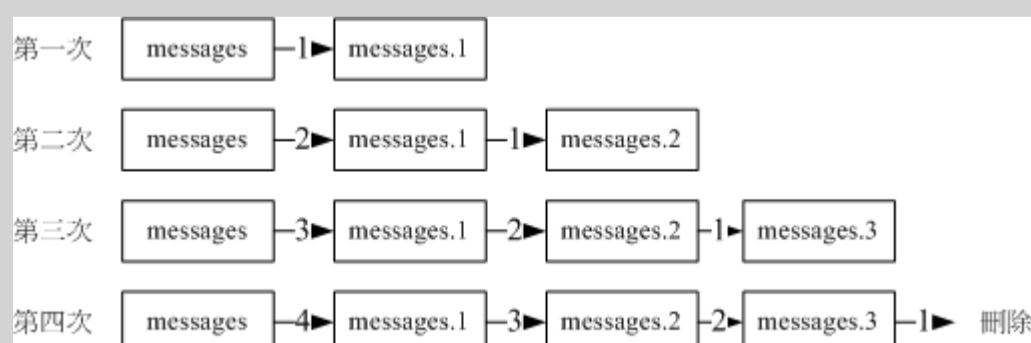 第一次 messages 1 messages.1
第二次 messages 2 messages.1 1 messages.2
第三次 messages 3 messages.1 2 messages.2 1 messages.3
第四次 messages 4 messages.1 3 messages.2 2 messages.3 1 刪除